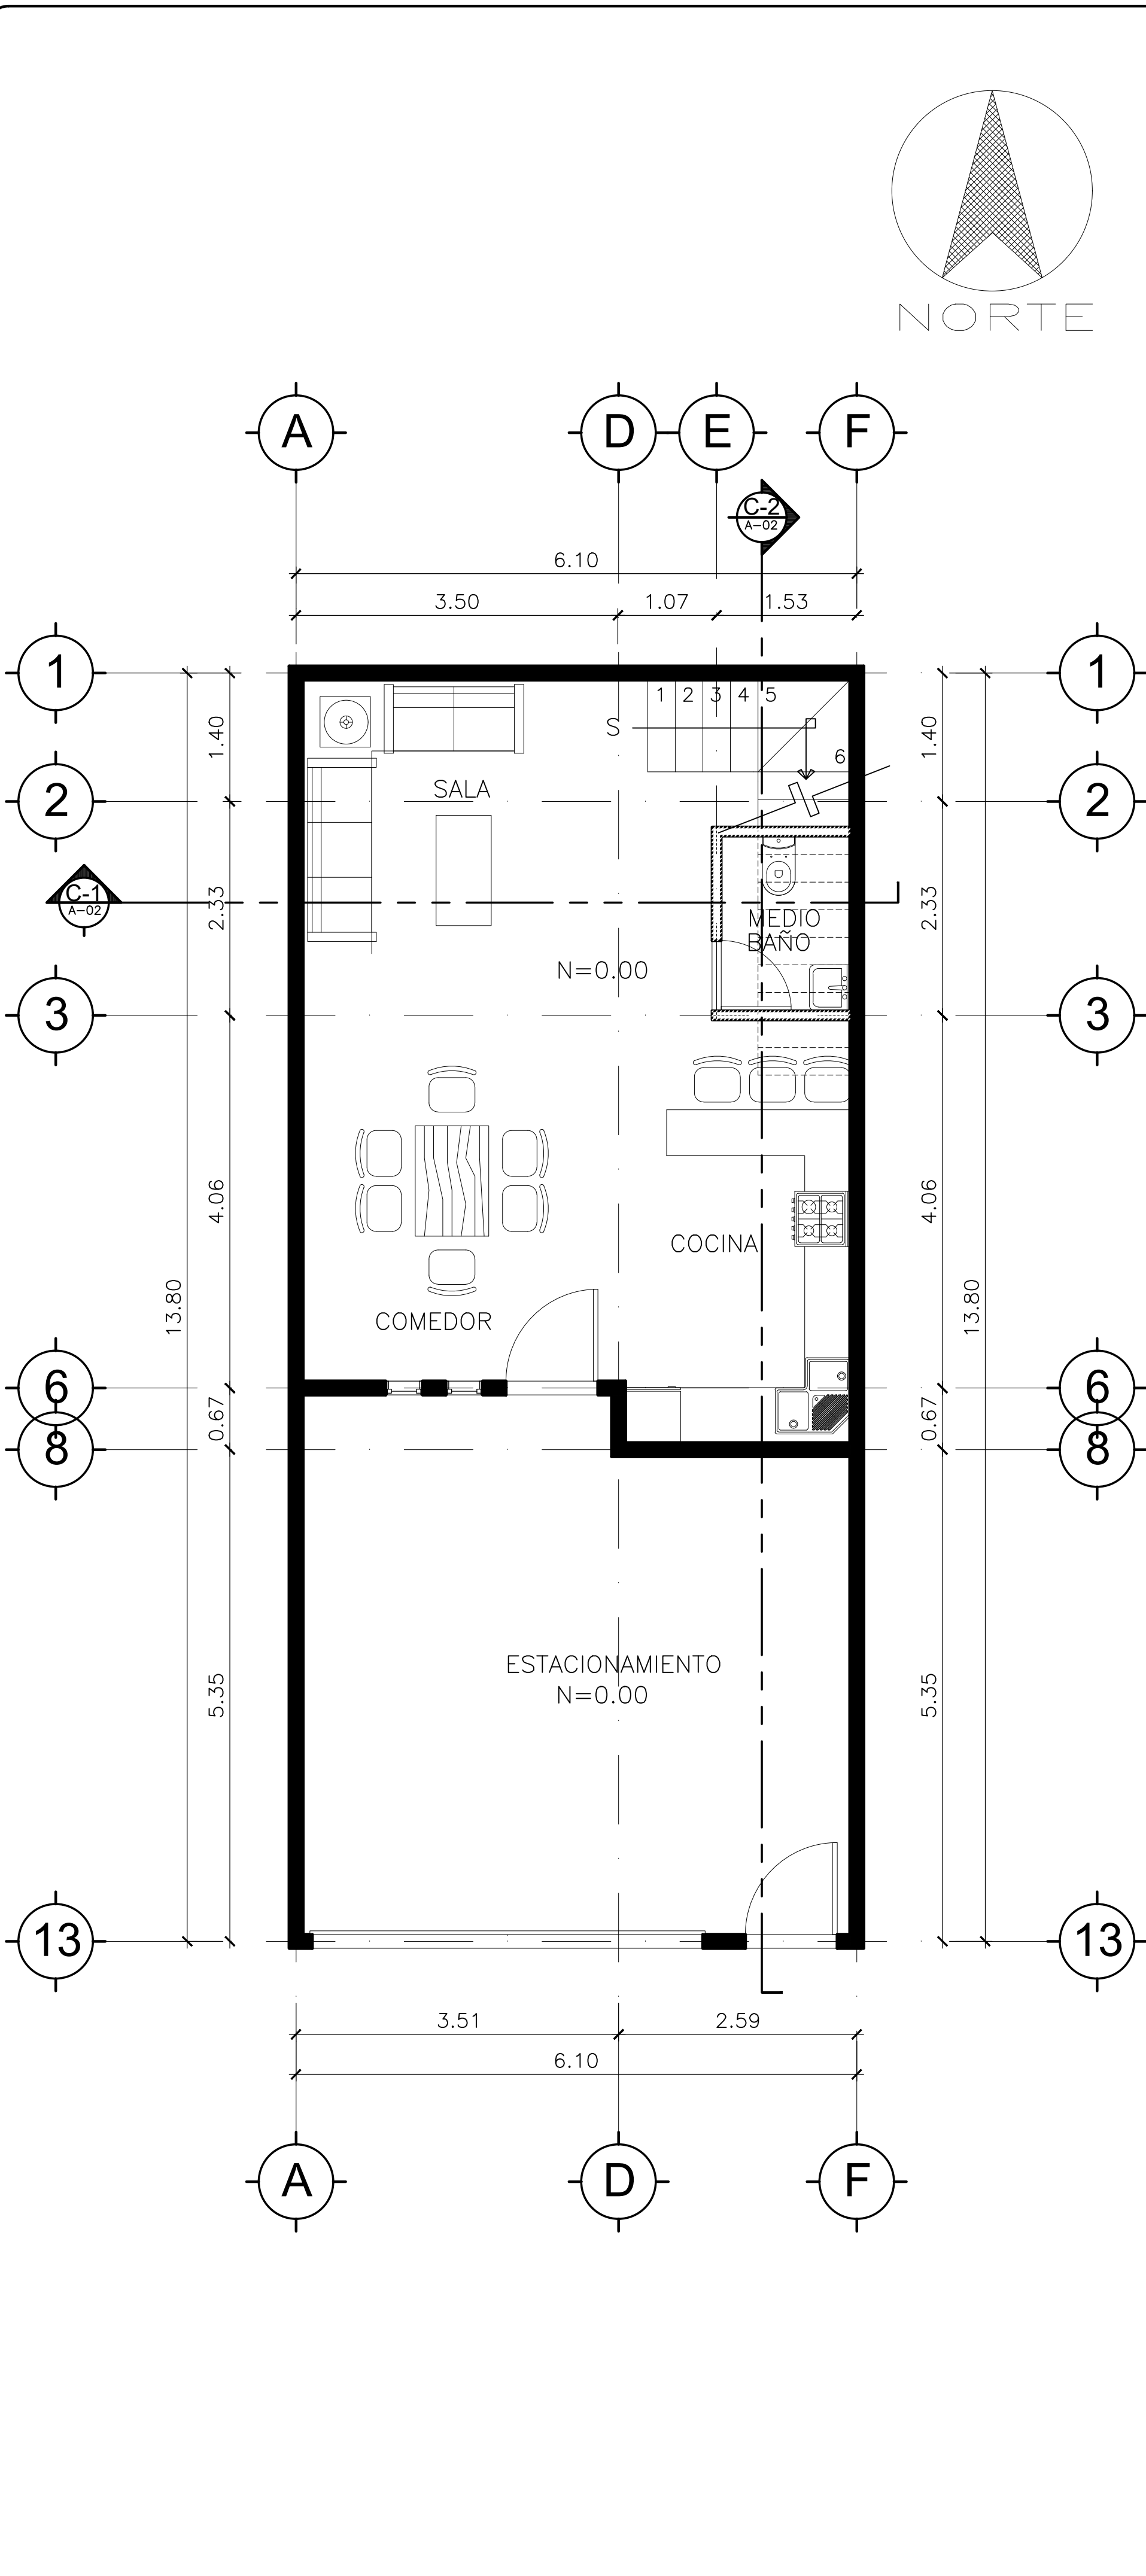 NORTE
A D E F
C-2
A-02
6.10
3.50 1.07 1.53
1 1
1 2 3 4 5
S
1.40 1.40
6
SALA
2 2
C-1
A-02
2.33 2.33
MEDIO
BAÑO
N=0.00
3 3
4.06 4.06
COCINA
13.80 13.80
COMEDOR
6 6
0.67 0.67
8 8
ESTACIONAMIENTO
N=0.00
5.35 5.35
13 13
3.51 2.59
6.10
A D F